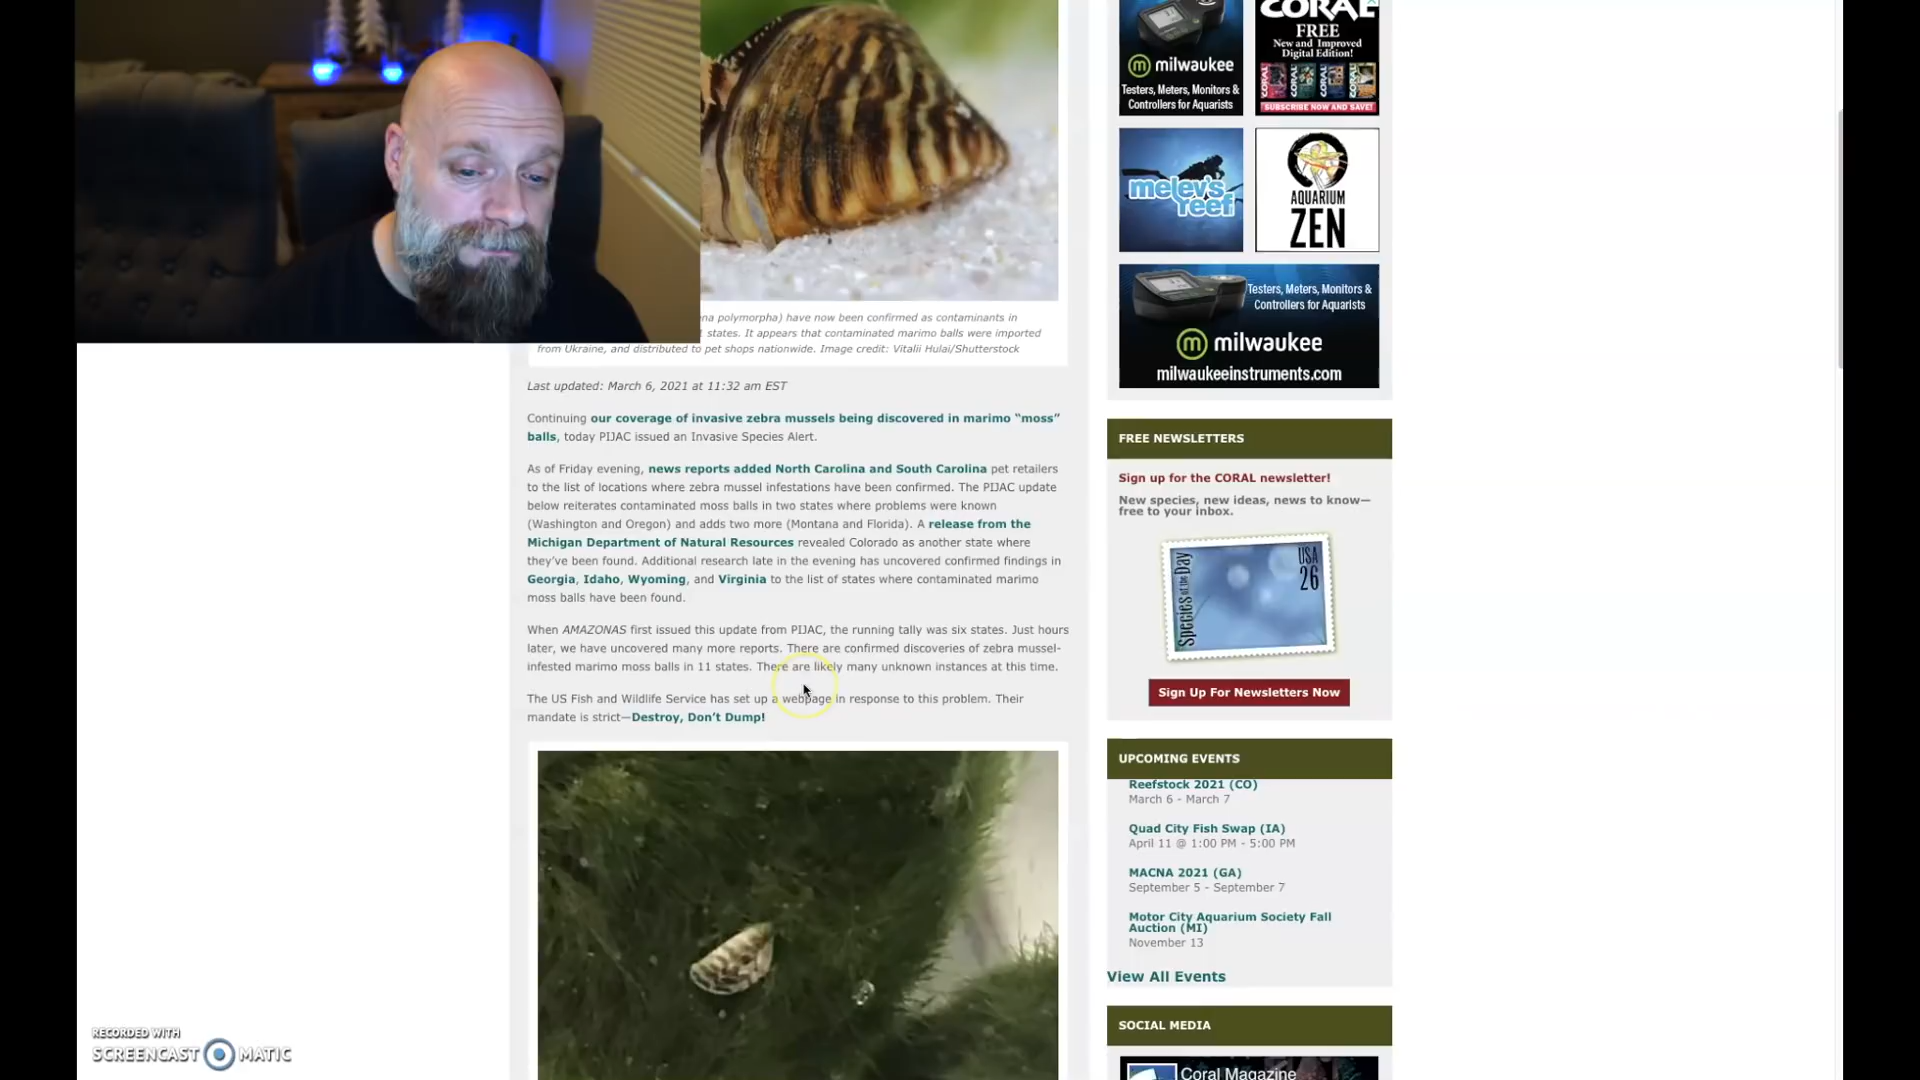 na polymorpha) have now been confirmed as contaminants in
states. It appears that contaminated marimo balls were imported
from Ukraine, and distributed to pet shops nationwide. Image credit: Vitalii Hulai/Shutterstock
Last updated: March 6, 2021 at 11:32 am EST
Continuing our coverage of invasive zebra mussels being discovered in marimo “moss”
balls, today PIJAC issued an Invasive Species Alert.
As of Friday evening, news reports added North Carolina and South Carolina pet retailers
to the list of locations where zebra mussel infestations have been confirmed. The PIJAC update
below reiterates contaminated moss balls in two states where problems were known
(Washington and Oregon) and adds two more (Montana and Florida). A release from the
Michigan Department of Natural Resources revealed Colorado as another state where
they’ve been found. Additional research late in the evening has uncovered confirmed findings in
Georgia, Idaho, Wyoming, and Virginia to the list of states where contaminated marimo
moss balls have been found.
When AMAZONAS first issued this update from PIJAC, the running tally was six states. Just hours
later, we have uncovered many more reports. There are confirmed discoveries of zebra mussel-
infested marimo moss balls in 11 states. There are likely many unknown instances at this time.
The US Fish and Wildlife Service has set up a webpage in response to this problem. Their
mandate is strict—Destroy, Don’t Dump!
milwaukee
Testers, Meters, Monitors &
Controllers for Aquarists
CORAL
FREE
New and Improved
Digital Edition!
SUBSCRIBE NOW AND SAVE!
melev's
reef
AQUARIUM
ZEN
Testers, Meters, Monitors &
Controllers for Aquarists
milwaukee
milwaukeeinstruments.com
FREE NEWSLETTERS
Sign up for the CORAL newsletter!
New species, new ideas, news to know—
free to your inbox.
Species of the Day
USA
26
Sign Up For Newsletters Now
UPCOMING EVENTS
Reefstock 2021 (CO)
March 6 - March 7
Quad City Fish Swap (IA)
April 11 @ 1:00 PM - 5:00 PM
MACNA 2021 (GA)
September 5 - September 7
Motor City Aquarium Society Fall
Auction (MI)
November 13
View All Events
SOCIAL MEDIA
Coral Magazine
RECORDED WITH
SCREENCAST MATIC